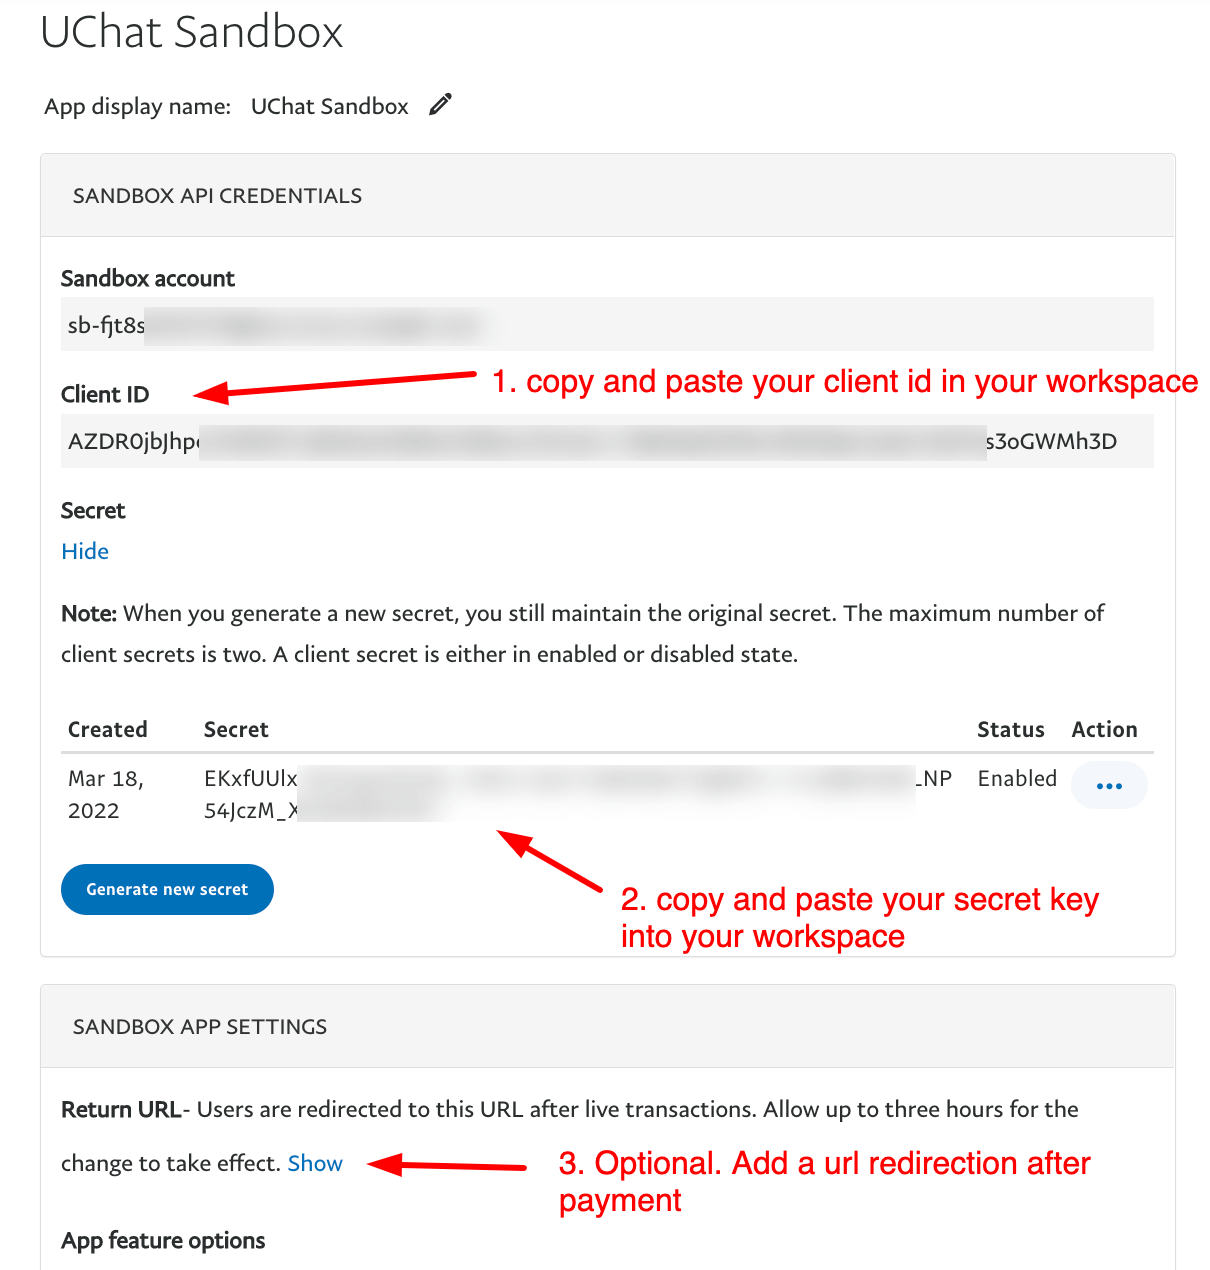 UChat Sandbox
App display name: UChat Sandbox
SANDBOX API CREDENTIALS
Sandbox account
sb-fjt8s
1. copy and paste your client id in your workspace
Client ID
AZDR0jbJhp s3oGWMh3D
Secret
Hide
Note: When you generate a new secret, you still maintain the original secret. The maximum number of
client secrets is two. A client secret is either in enabled or disabled state.
Created Secret Status Action
Mar 18, EKxfUUlx LNP Enabled
2022 54JczM_X
Generate new secret
2. copy and paste your secret key
into your workspace
SANDBOX APP SETTINGS
Return URL- Users are redirected to this URL after live transactions. Allow up to three hours for the
change to take effect. Show
3. Optional. Add a url redirection after
payment
App feature options